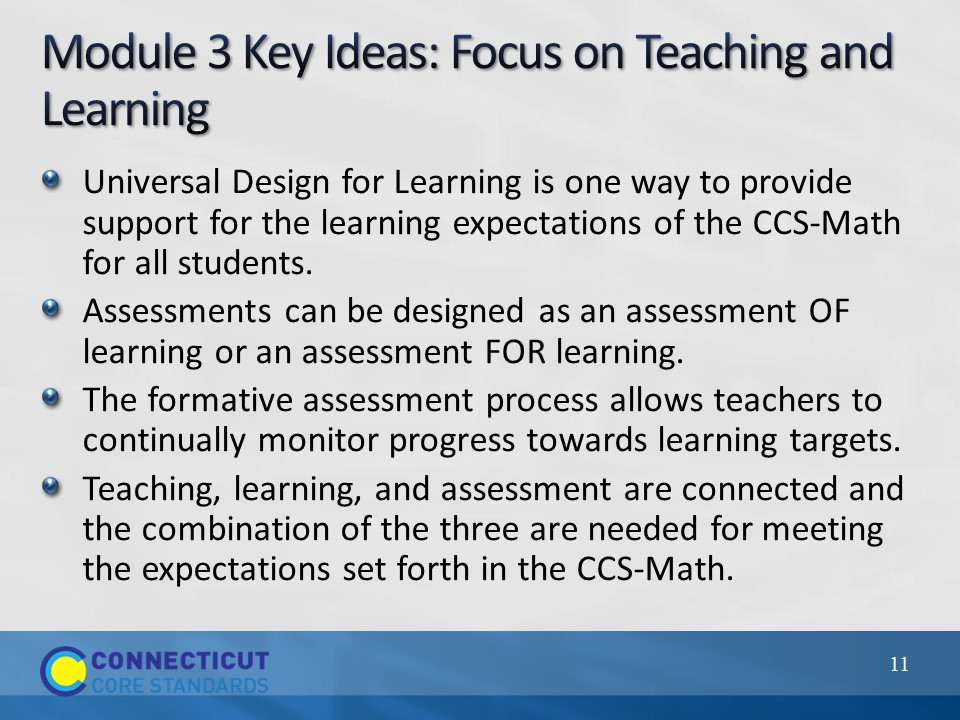 Module 3 Key Ideas: Focus on Teaching and
Learning
Universal Design for Learning is one way to provide
support for the learning expectations of the CCS-Math
for all students.
Assessments can be designed as an assessment OF
learning or an assessment FOR learning.
The formative assessment process allows teachers to
continually monitor progress towards learning targets.
Teaching, learning, and assessment are connected and
the combination of the three are needed for meeting
the expectations set forth in the CCS-Math.
CONNECTICUT
CORE STANDARDS
11